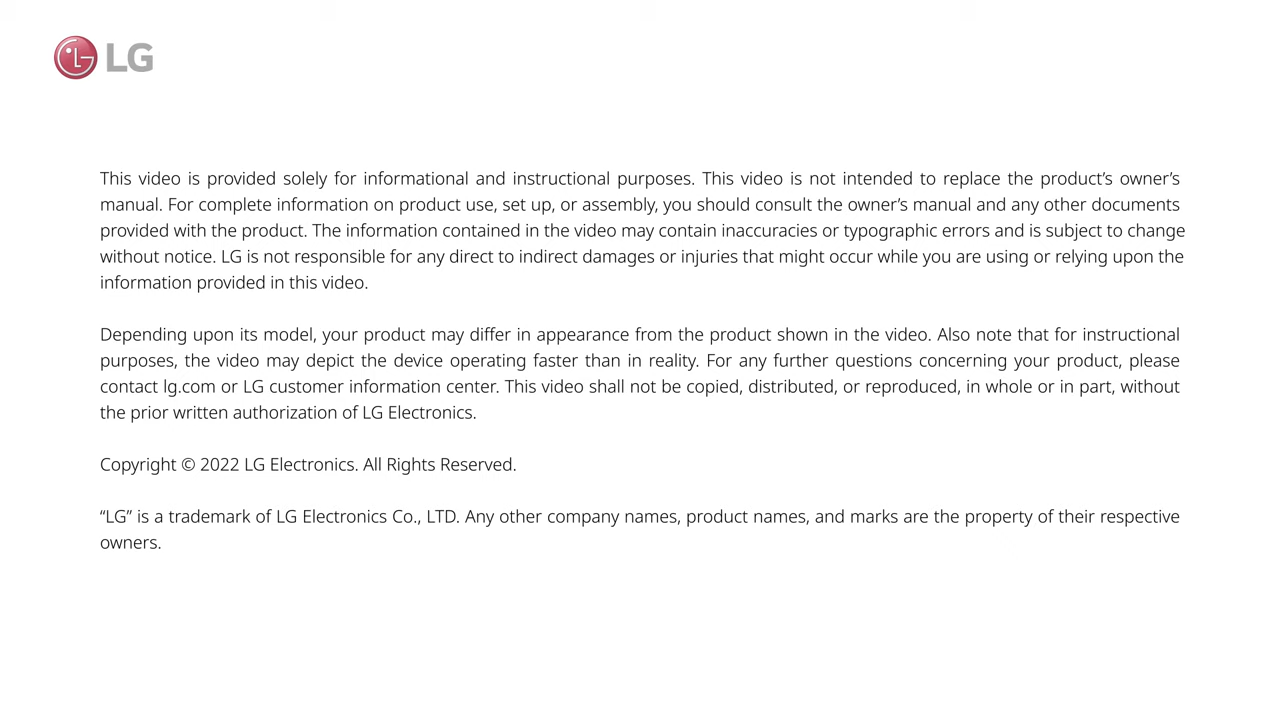 LG
This video is provided solely for informational and instructional purposes. This video is not intended to replace the product’s owner’s
manual. For complete information on product use, set up, or assembly, you should consult the owner’s manual and any other documents
provided with the product. The information contained in the video may contain inaccuracies or typographic errors and is subject to change
without notice. LG is not responsible for any direct to indirect damages or injuries that might occur while you are using or relying upon the
information provided in this video.
Depending upon its model, your product may differ in appearance from the product shown in the video. Also note that for instructional
purposes, the video may depict the device operating faster than in reality. For any further questions concerning your product, please
contact lg.com or LG customer information center. This video shall not be copied, distributed, or reproduced, in whole or in part, without
the prior written authorization of LG Electronics.
Copyright © 2022 LG Electronics. All Rights Reserved.
“LG” is a trademark of LG Electronics Co., LTD. Any other company names, product names, and marks are the property of their respective
owners.